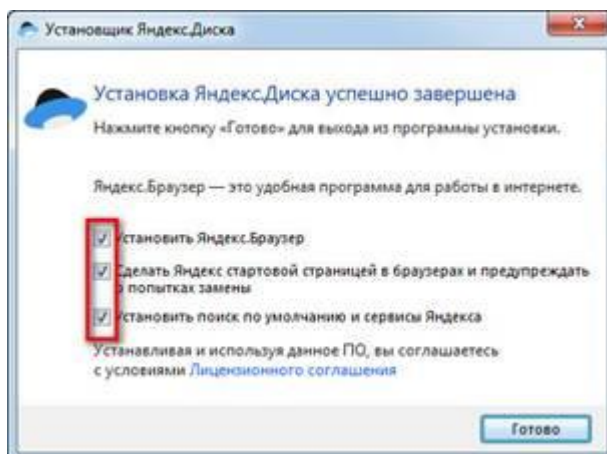 Установщик Яндекс.Диска
Установка Яндекс.Диска успешно завершена
Нажмите кнопку «Готово» для выхода из программы установки.
Яндекс.Браузер — это удобная программа для работы в интернете.
Установить Яндекс.Браузер
Сделать Яндекс стартовой страницей в браузерах и предупреждать
о попытках замены
Установить поиск по умолчанию и сервисы Яндекса
Устанавливая и используя данное ПО, вы соглашаетесь
с условиями Лицензионного соглашения
Готово